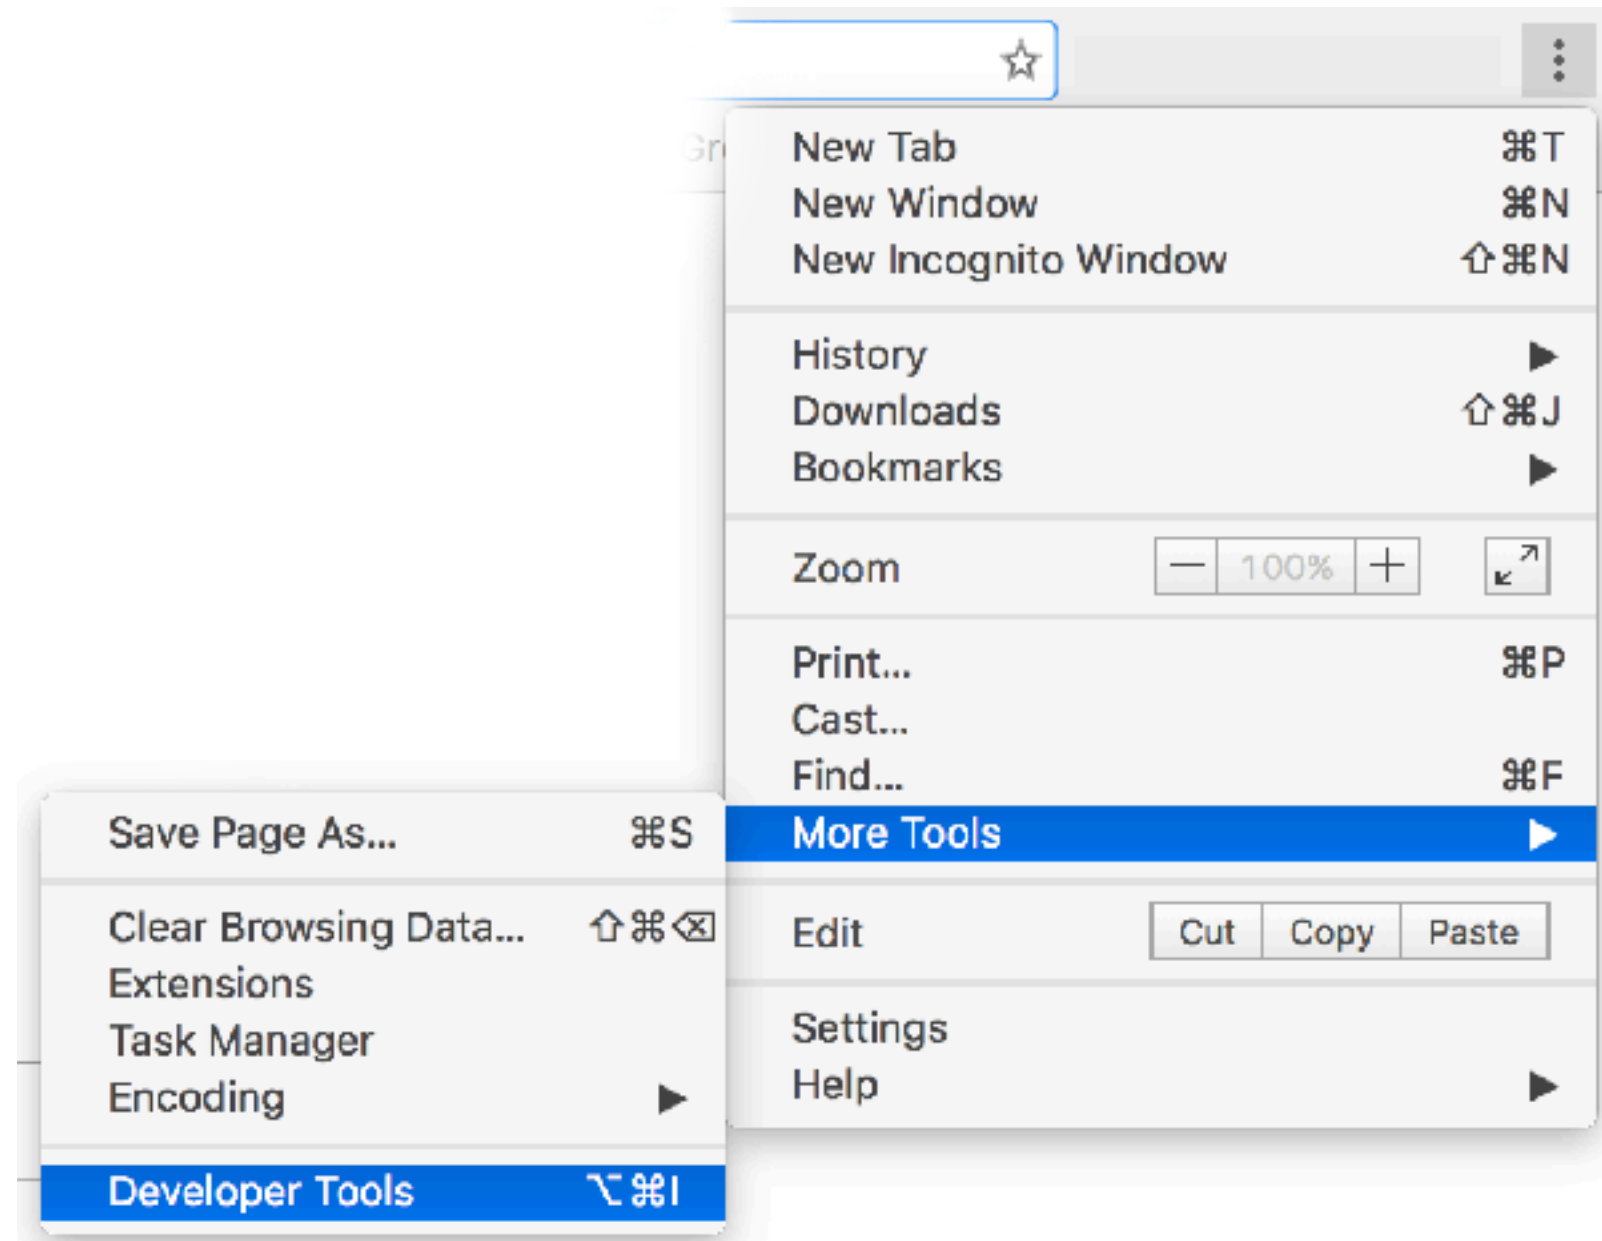 Gr
New Tab ⌘T
New Window ⌘N
New Incognito Window ⇧⌘N
History ▶
Downloads ⇧⌘J
Bookmarks ▶
Zoom — 100% +
Print... ⌘P
Cast...
Find... ⌘F
More Tools ▶
Edit Cut Copy Paste
Settings
Help ▶
Save Page As... ⌘S
Clear Browsing Data... ⇧⌘⌫
Extensions
Task Manager
Encoding ▶
Developer Tools ⌥⌘I